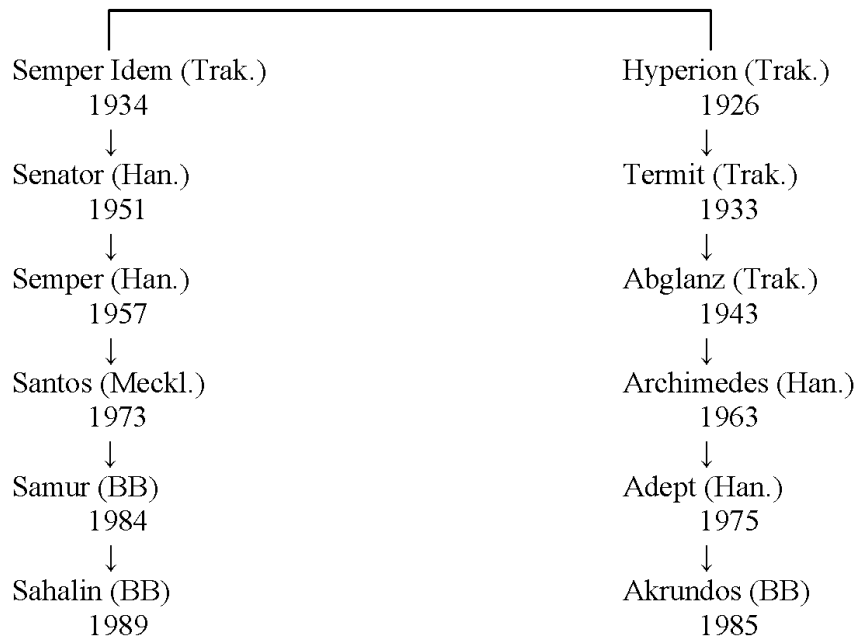 Semper Idem (Trak.) Hyperion (Trak.)
1934 1926
↓ ↓
Senator (Han.) Termit (Trak.)
1951 1933
↓ ↓
Semper (Han.) Abglanz (Trak.)
1957 1943
↓ ↓
Santos (Meckl.) Archimedes (Han.)
1973 1963
↓ ↓
Samur (BB) Adept (Han.)
1984 1975
↓ ↓
Sahalin (BB) Akrundos (BB)
1989 1985